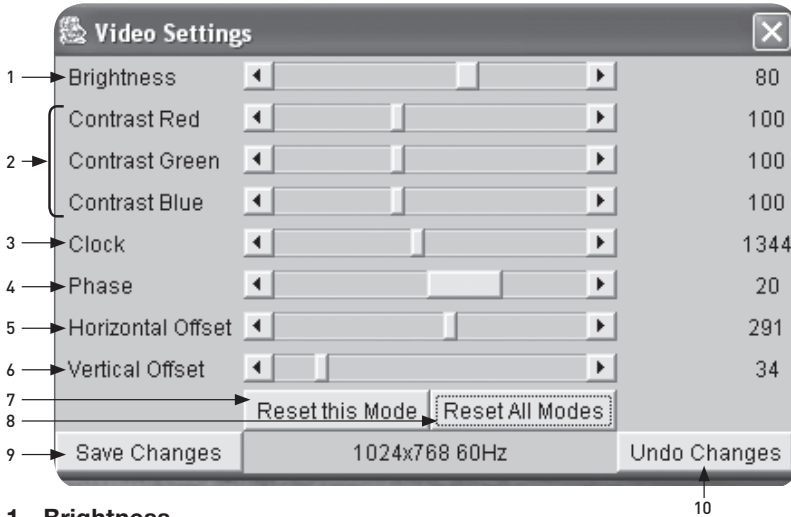 Video Settings
1 Brightness 80
2 Contrast Red 100
Contrast Green 100
Contrast Blue 100
3 Clock 1344
4 Phase 20
5 Horizontal Offset 291
6 Vertical Offset 34
7 Reset this Mode Reset All Modes
8
9 Save Changes 1024x768 60Hz Undo Changes
10
1 Brightness